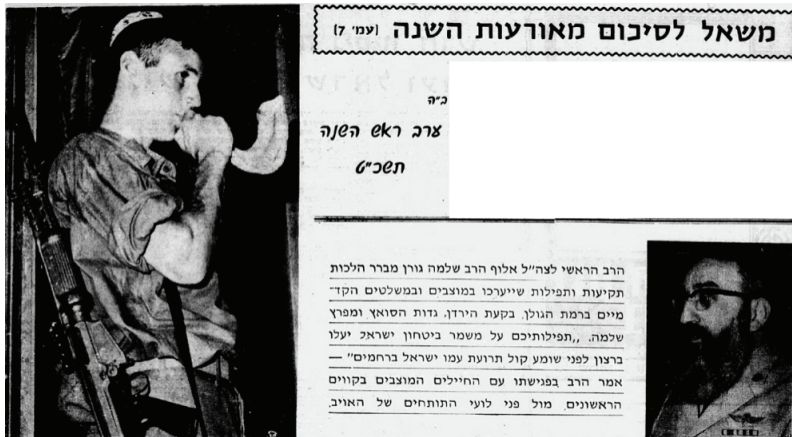 משאל לסיכום מאורעות השנה [עמ׳ 7]
ב״ה
ערב ראש השנה
תשכ״ט
הרב הראשי לצה״ל אלוף הרב שלמה גורן מברר הלכות
תקיעות ותפילות שייערכו במוצבים ובמשלטים הקד־
מיים ברמת הגולן, בקעת הירדן, גדות הסואץ ומפרץ
שלמה. ,,תפילותיכם על משמר ביטחון ישראל יעלו
ברצון לפני שומע קול תרועת עמו ישראל ברחמים״ —
אמר הרב בפגישתו עם החיילים המוצבים בקווים
הראשונים, מול פני לועי התותחים של האויב.